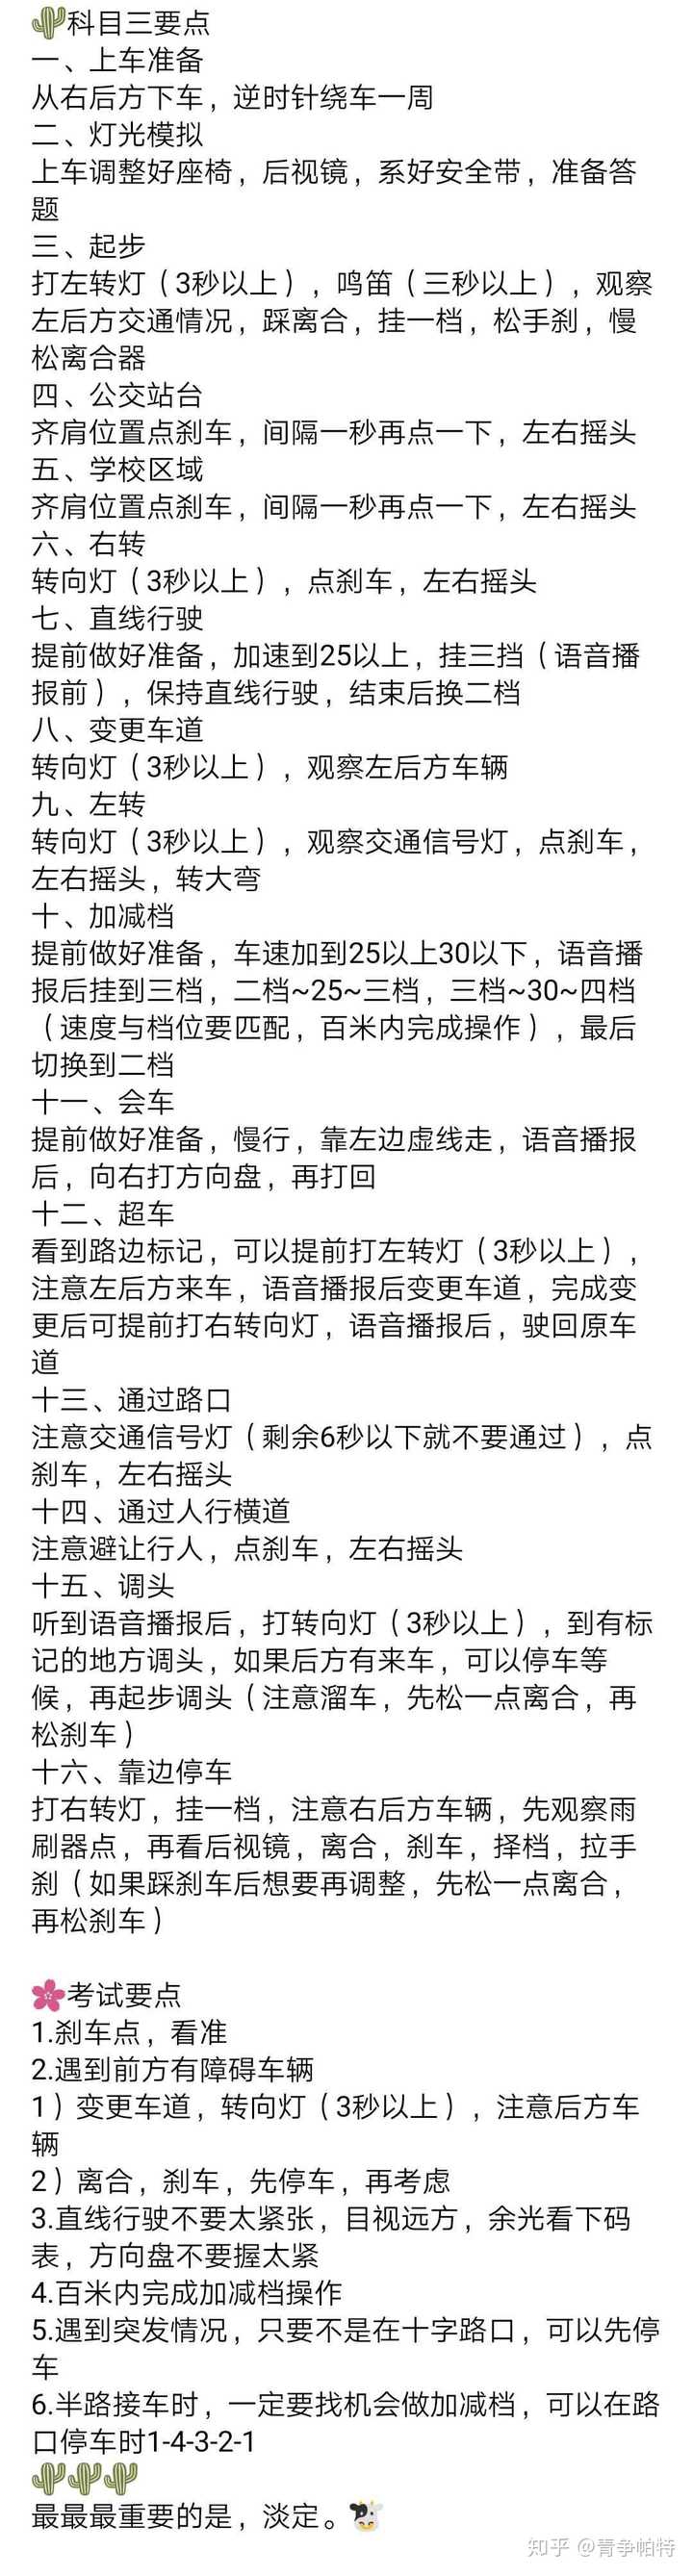 🌵科目三要点
一、上车准备
从右后方下车，逆时针绕车一周
二、灯光模拟
上车调整好座椅，后视镜，系好安全带，准备答
题
三、起步
打左转灯（3秒以上），鸣笛（三秒以上），观察
左后方交通情况，踩离合，挂一档，松手刹，慢
松离合器
四、公交站台
齐肩位置点刹车，间隔一秒再点一下，左右摇头
五、学校区域
齐肩位置点刹车，间隔一秒再点一下，左右摇头
六、右转
转向灯（3秒以上），点刹车，左右摇头
七、直线行驶
提前做好准备，加速到25以上，挂三挡（语音播
报前），保持直线行驶，结束后换二档
八、变更车道
转向灯（3秒以上），观察左后方车辆
九、左转
转向灯（3秒以上），观察交通信号灯，点刹车，
左右摇头，转大弯
十、加减档
提前做好准备，车速加到25以上30以下，语音播
报后挂到三档，二档~25~三档，三档~30~四档
（速度与档位要匹配，百米内完成操作），最后
切换到二档
十一、会车
提前做好准备，慢行，靠左边虚线走，语音播报
后，向右打方向盘，再打回
十二、超车
看到路边标记，可以提前打左转灯（3秒以上），
注意左后方来车，语音播报后变更车道，完成变
更后可提前打右转向灯，语音播报后，驶回原车
道
十三、通过路口
注意交通信号灯（剩余6秒以下就不要通过），点
刹车，左右摇头
十四、通过人行横道
注意避让行人，点刹车，左右摇头
十五、调头
听到语音播报后，打转向灯（3秒以上），到有标
记的地方调头，如果后方有来车，可以停车等
候，再起步调头（注意溜车，先松一点离合，再
松刹车）
十六、靠边停车
打右转灯，挂一档，注意右后方车辆，先观察雨
刷器点，再看后视镜，离合，刹车，择档，拉手
刹（如果踩刹车后想要再调整，先松一点离合，
再松刹车）
🌸考试要点
1.刹车点，看准
2.遇到前方有障碍车辆
1）变更车道，转向灯（3秒以上），注意后方车
辆
2）离合，刹车，先停车，再考虑
3.直线行驶不要太紧张，目视远方，余光看下码
表，方向盘不要握太紧
4.百米内完成加减档操作
5.遇到突发情况，只要不是在十字路口，可以先停
车
6.半路接车时，一定要找机会做加减档，可以在路
口停车时1-4-3-2-1
🌵🌵🌵
最最最重要的是，淡定。🐮
知乎 @青争帕特